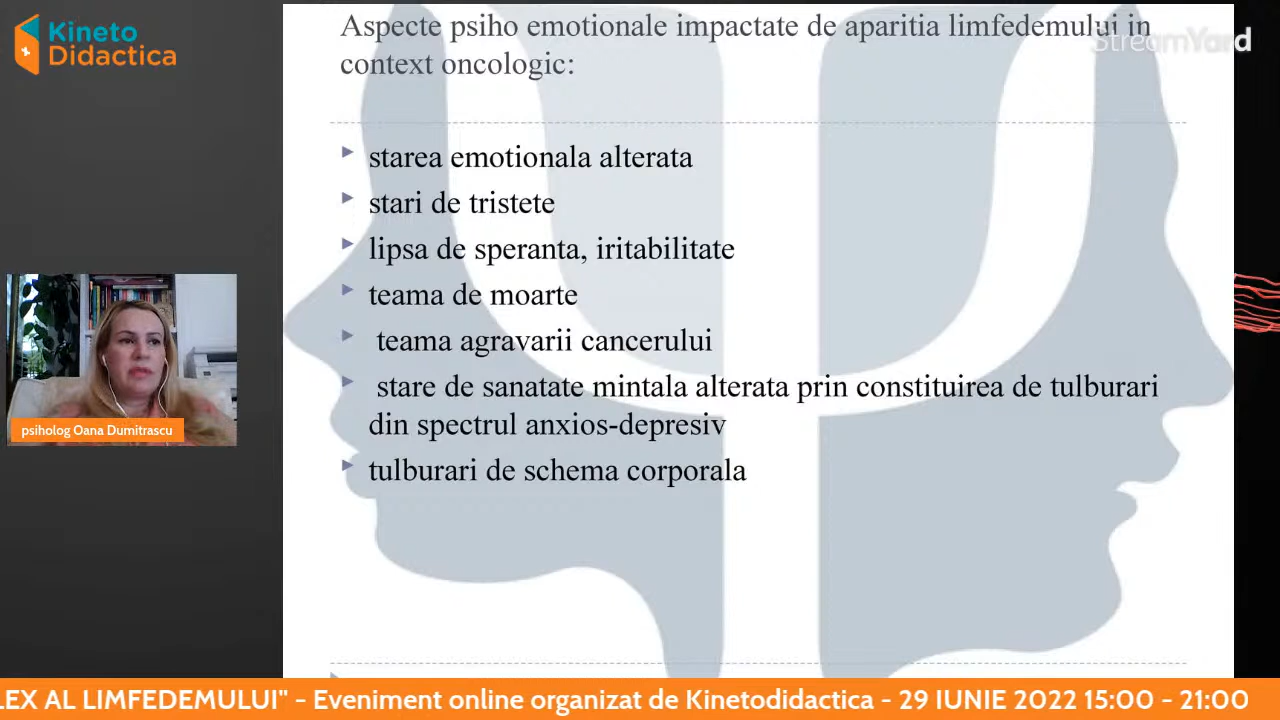 Kineto
Didactica
StreamYard
Aspecte psiho emotionale impactate de aparitia limfedemului in
context oncologic:
starea emotionala alterata
stari de tristete
lipsa de speranta, iritabilitate
teama de moarte
teama agravarii cancerului
stare de sanatate mintala alterata prin constituirea de tulburari
din spectrul anxios-depresiv
tulburari de schema corporala
psiholog Oana Dumitrascu
LEX AL LIMFEDEMULUI" - Eveniment online organizat de Kinetodidactica - 29 IUNIE 2022 15:00 - 21:00